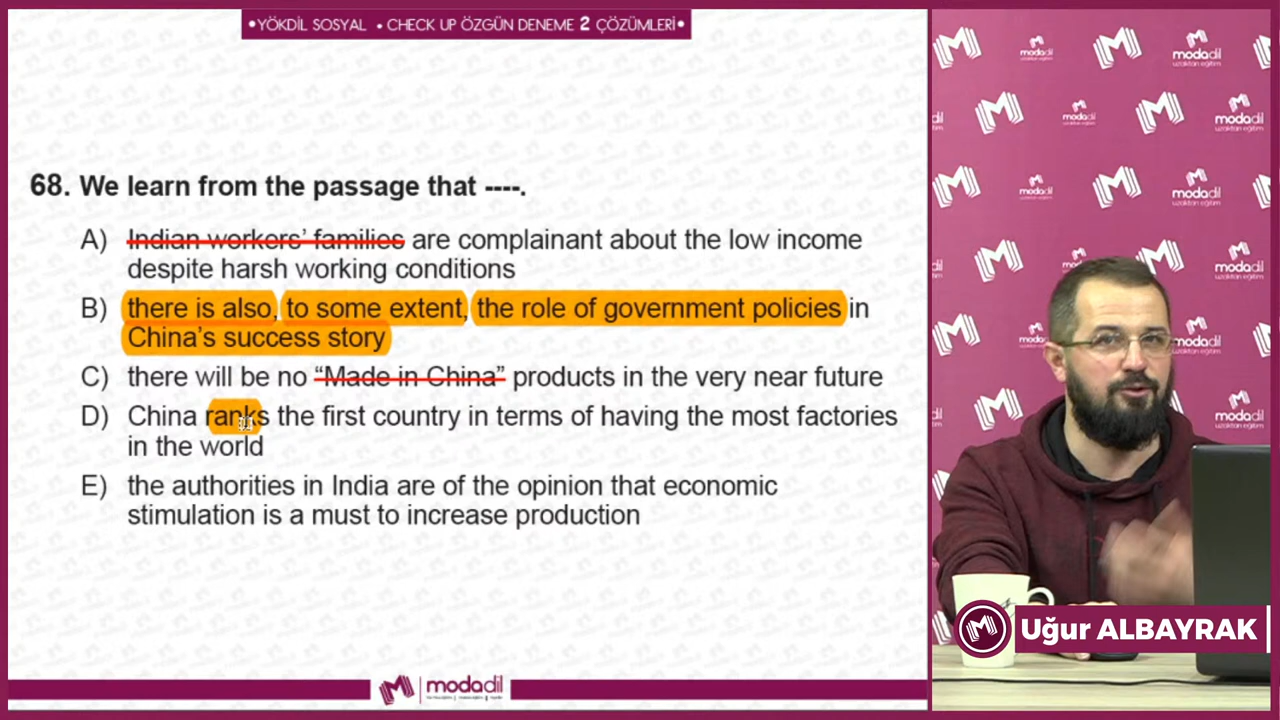 •YÖKDİL SOSYAL • CHECK UP ÖZGÜN DENEME 2 ÇÖZÜMLERİ•
68. We learn from the passage that ----.
A) Indian workers’ families are complainant about the low income
despite harsh working conditions
B) there is also, to some extent, the role of government policies in
China’s success story
C) there will be no “Made in China” products in the very near future
D) China ranks the first country in terms of having the most factories
in the world
E) the authorities in India are of the opinion that economic
stimulation is a must to increase production
modadil
modadil
uzaktan eğitim
Uğur ALBAYRAK